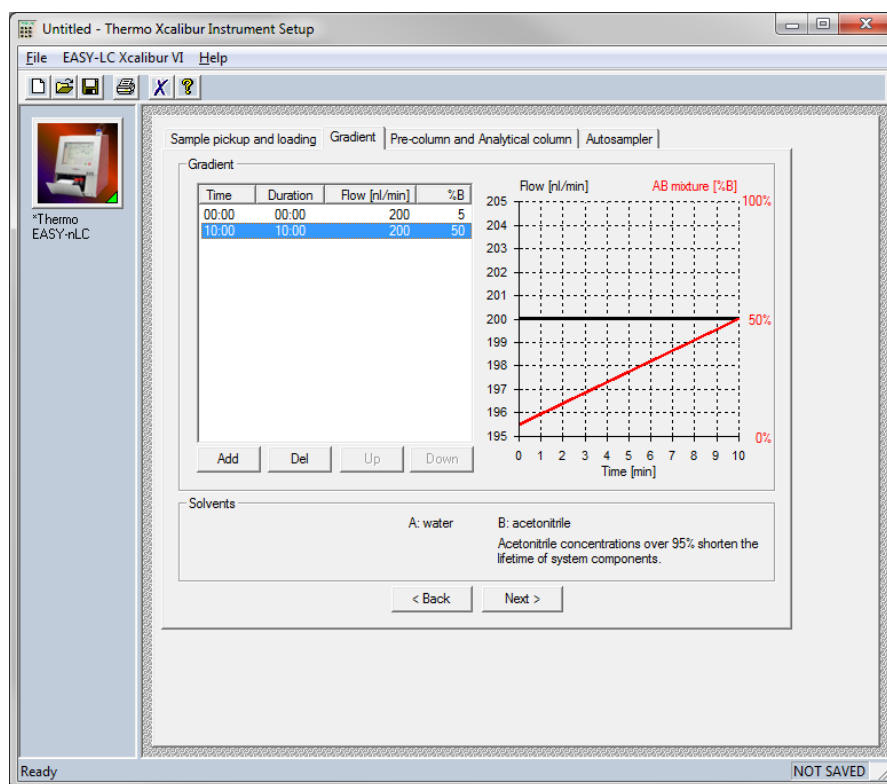 Untitled - Thermo Xcalibur Instrument Setup
File EASY-LC Xcalibur VI Help
*Thermo
EASY-nLC
Sample pickup and loading Gradient Pre-column and Analytical column Autosampler
Gradient
Time Duration Flow [nl/min] %B
00:00 00:00 200 5
10:00 10:00 200 50
Add Del Up Down
Flow [nl/min] AB mixture [%B]
205 100%
204
203
202
201
200 50%
199
198
197
196
195 0%
0 1 2 3 4 5 6 7 8 9 10
Time [min]
Solvents
A: water B: acetonitrile
Acetonitrile concentrations over 95% shorten the
lifetime of system components.
< Back Next >
Ready NOT SAVED